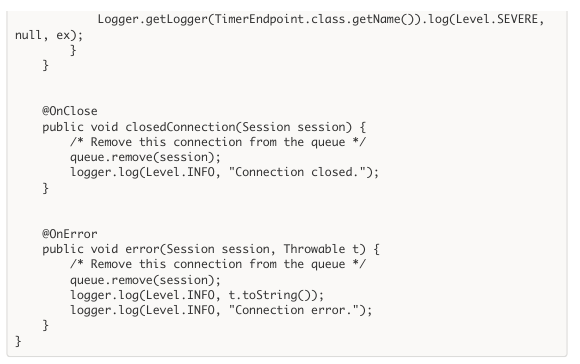 Logger.getLogger(TimerEndpoint.class.getName()).log(Level.SEVERE,
null, ex);
        }
    }
    @OnClose
    public void closedConnection(Session session) {
        /* Remove this connection from the queue */
        queue.remove(session);
        logger.log(Level.INFO, "Connection closed.");
    }
    @OnError
    public void error(Session session, Throwable t) {
        /* Remove this connection from the queue */
        queue.remove(session);
        logger.log(Level.INFO, t.toString());
        logger.log(Level.INFO, "Connection error.");
    }
}